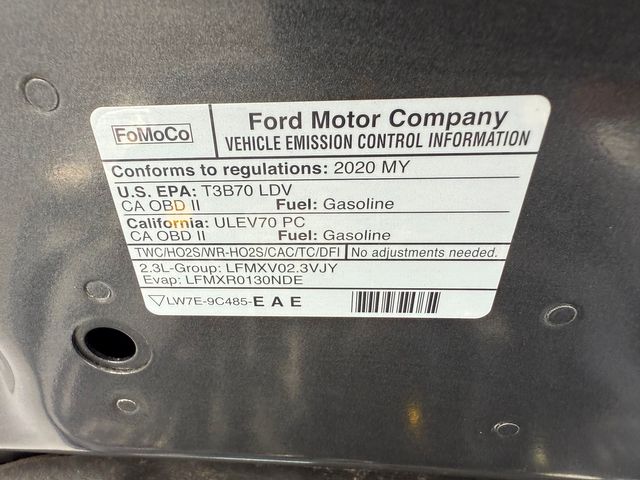 FoMoCo
Ford Motor Company
VEHICLE EMISSION CONTROL INFORMATION
Conforms to regulations: 2020 MY
U.S. EPA: T3B70 LDV
CA OBD II Fuel: Gasoline
California: ULEV70 PC
CA OBD II Fuel: Gasoline
TWC/HO2S/WR-HO2S/CAC/TC/DFI No adjustments needed.
2.3L-Group: LFMXV02.3VJY
Evap: LFMXR0130NDE
LW7E-9C485-EAE